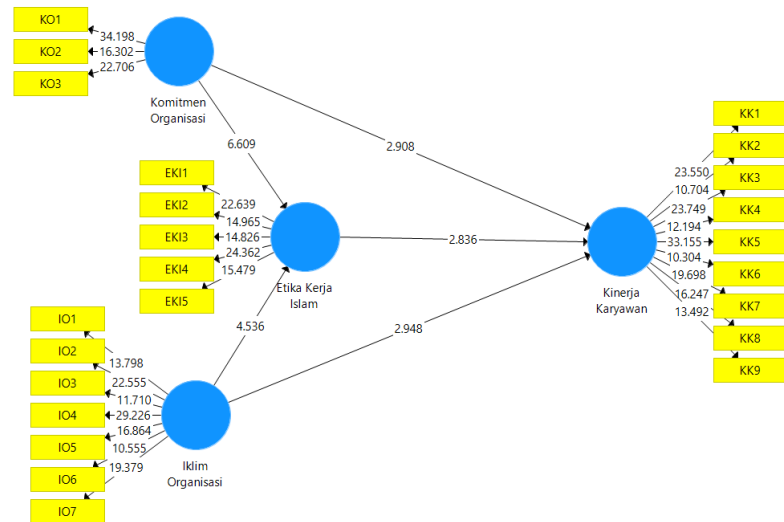 KO1
KO2
KO3
34.198
16.302
22.706
Komitmen
Organisasi
6.609
2.908
EKI1
EKI2
EKI3
EKI4
EKI5
22.639
14.965
14.826
24.362
15.479
Etika Kerja
Islam
2.836
4.536
2.948
IO1
IO2
IO3
IO4
IO5
IO6
IO7
13.798
22.555
11.710
29.226
16.864
10.555
19.379
Iklim
Organisasi
KK1
KK2
KK3
KK4
KK5
KK6
KK7
KK8
KK9
23.550
10.704
23.749
12.194
33.155
10.304
19.698
16.247
13.492
Kinerja
Karyawan